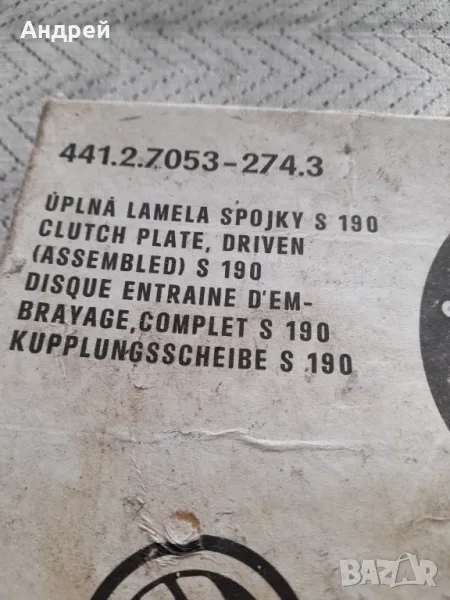 Андрей
441.2.7053-274.3
ÚPLNÁ LAMELA SPOJKY S 190
CLUTCH PLATE, DRIVEN
(ASSEMBLED) S 190
DISQUE ENTRAINE D'EM-
BRAYAGE,COMPLET S 190
KUPPLUNGSSCHEIBE S 190
BAZAR